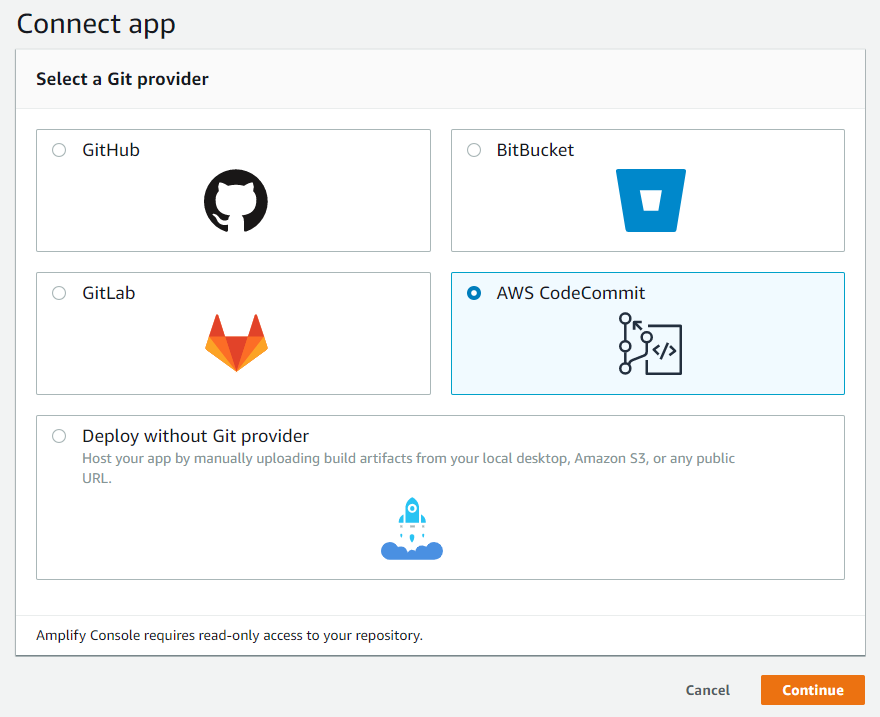 Connect app
Select a Git provider
GitHub
BitBucket
GitLab
AWS CodeCommit
Deploy without Git provider
Host your app by manually uploading build artifacts from your local desktop, Amazon S3, or any public
URL.
Amplify Console requires read-only access to your repository.
Cancel
Continue